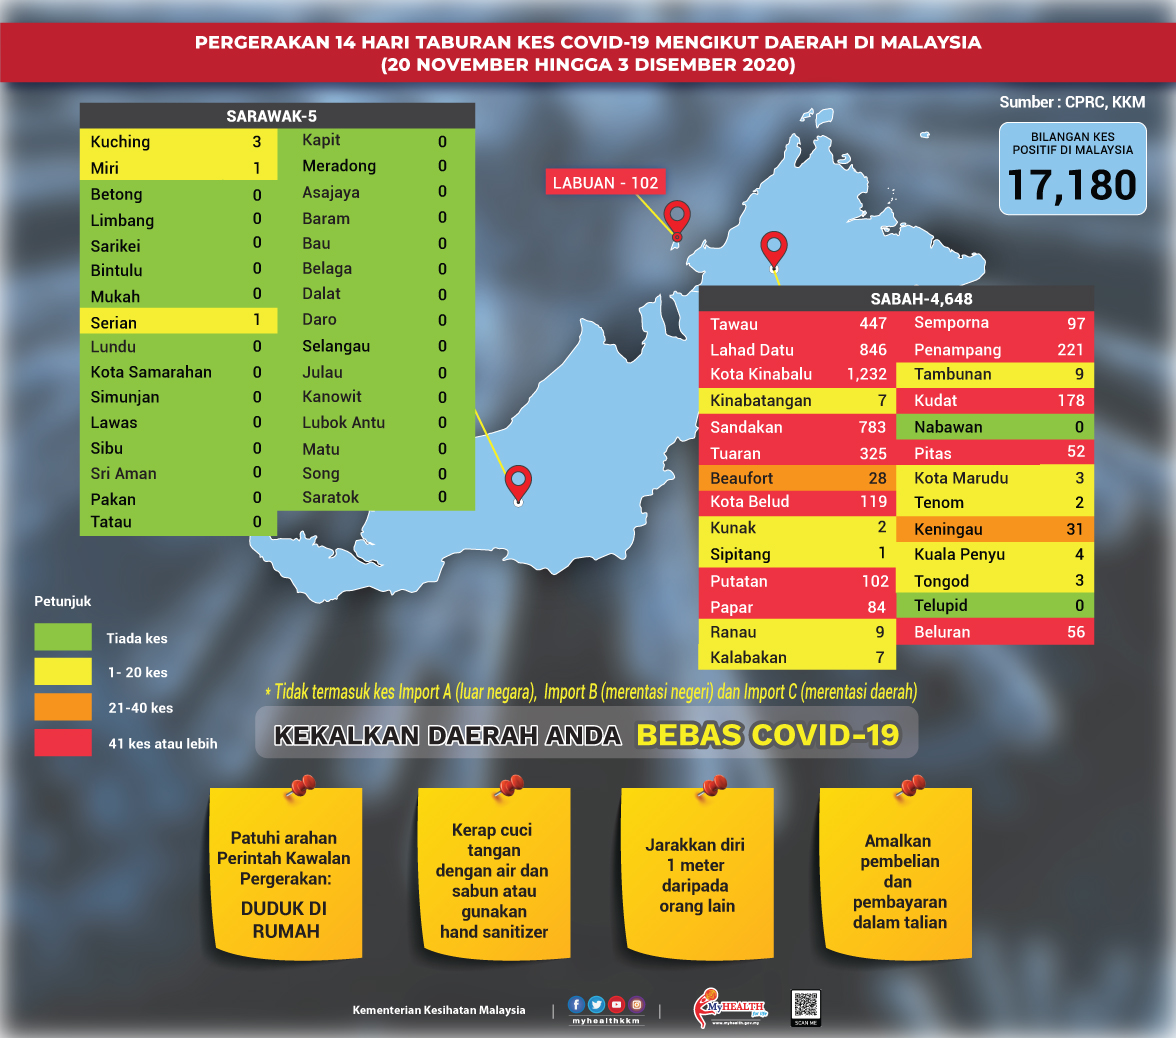 PERGERAKAN 14 HARI TABURAN KES COVID-19 MENGIKUT DAERAH DI MALAYSIA
(20 NOVEMBER HINGGA 3 DISEMBER 2020)
Sumber : CPRC, KKM
BILANGAN KES
POSITIF DI MALAYSIA
17,180
SARAWAK-5
Kuching 3 Kapit 0
Miri 1 Meradong 0
Betong 0 Asajaya 0
Limbang 0 Baram 0
Sarikei 0 Bau 0
Bintulu 0 Belaga 0
Mukah 0 Dalat 0
Serian 1 Daro 0
Lundu 0 Selangau 0
Kota Samarahan 0 Julau 0
Simunjan 0 Kanowit 0
Lawas 0 Lubok Antu 0
Sibu 0 Matu 0
Sri Aman 0 Song 0
Pakan 0 Saratok 0
Tatau 0
LABUAN - 102
SABAH-4,648
Tawau 447 Semporna 97
Lahad Datu 846 Penampang 221
Kota Kinabalu 1,232 Tambunan 9
Kinabatangan 7 Kudat 178
Sandakan 783 Nabawan 0
Tuaran 325 Pitas 52
Beaufort 28 Kota Marudu 3
Kota Belud 119 Tenom 2
Kunak 2 Keningau 31
Sipitang 1 Kuala Penyu 4
Putatan 102 Tongod 3
Papar 84 Telupid 0
Ranau 9 Beluran 56
Kalabakan 7
Petunjuk
Tiada kes
1- 20 kes
21-40 kes
41 kes atau lebih
* Tidak termasuk kes Import A (luar negara), Import B (merentasi negeri) dan Import C (merentasi daerah)
KEKALKAN DAERAH ANDA BEBAS COVID-19
Patuhi arahan
Perintah Kawalan
Pergerakan:
DUDUK DI
RUMAH
Kerap cuci
tangan
dengan air dan
sabun atau
gunakan
hand sanitizer
Jarakkan diri
1 meter
daripada
orang lain
Amalkan
pembelian
dan
pembayaran
dalam talian
Kementerian Kesihatan Malaysia
myhealthkkm
MyHEALTH
for life
www.myhealth.gov.my
SCAN ME